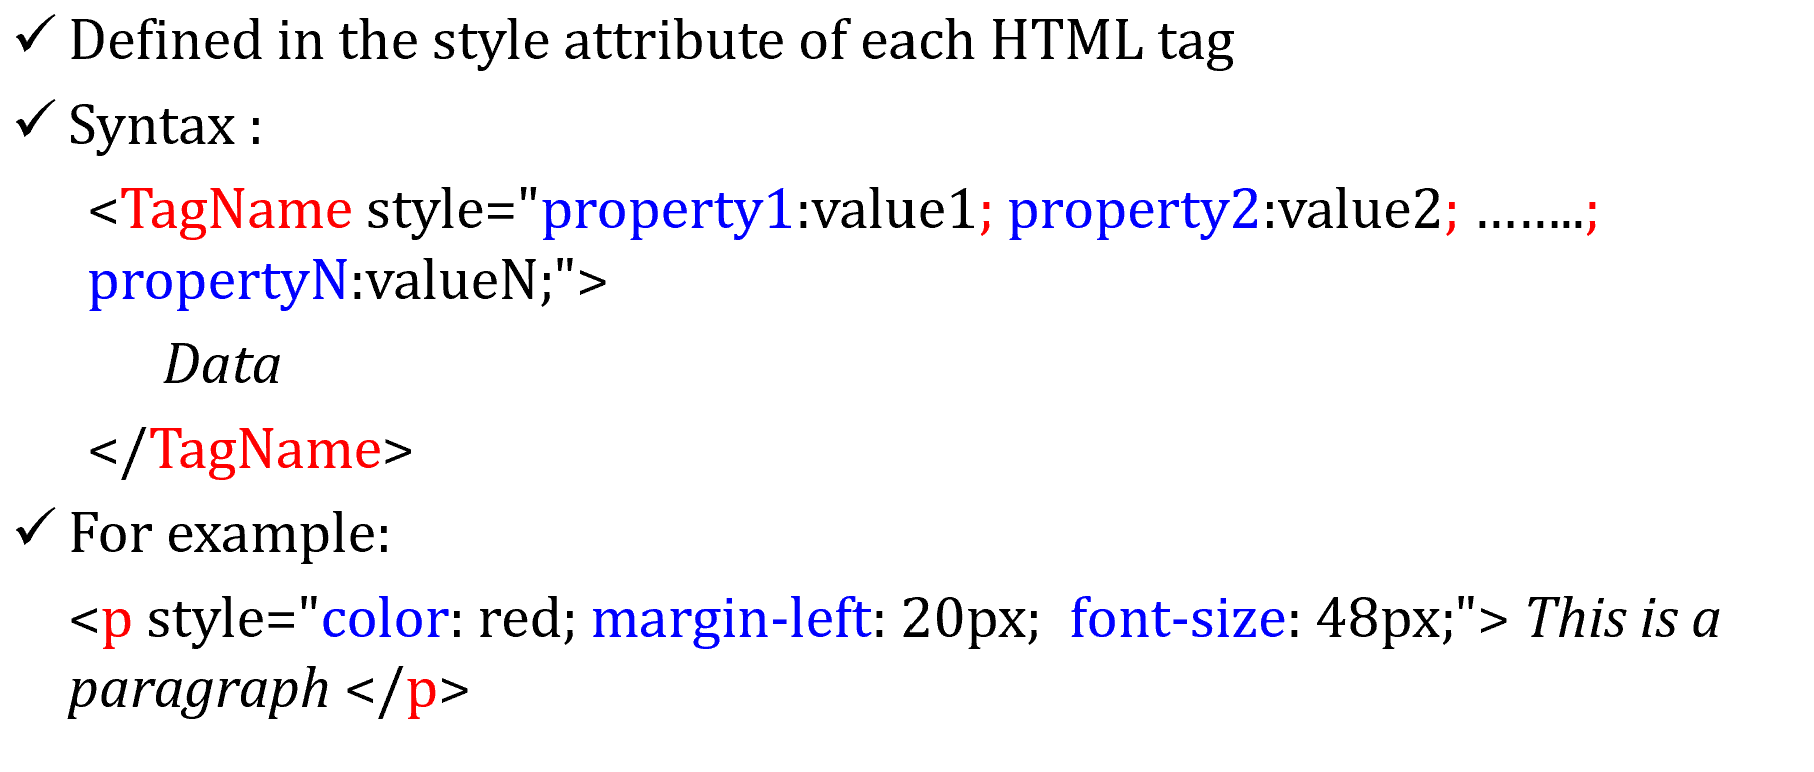 ✓ Defined in the style attribute of each HTML tag
✓ Syntax :
<TagName style="property1:value1; property2:value2; ……..;
propertyN:valueN;">
Data
</TagName>
✓ For example:
<p style="color: red; margin-left: 20px;  font-size: 48px;"> This is a
paragraph </p>